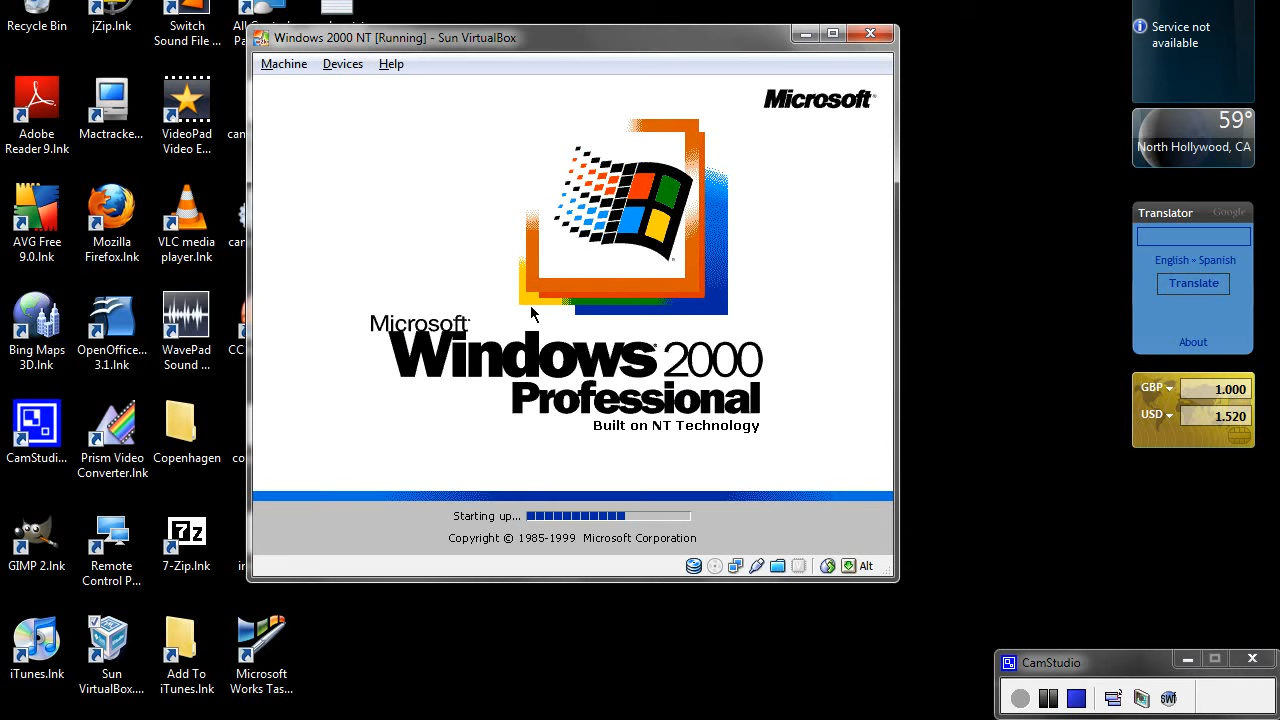 Recycle Bin
jZip.lnk
Switch
Sound File ...
Adobe
Reader 9.lnk
Mactracke...
VideoPad
Video E...
AVG Free
9.0.lnk
Mozilla
Firefox.lnk
VLC media
player.lnk
Bing Maps
3D.lnk
OpenOffice...
3.1.lnk
WavePad
Sound ...
CamStudi...
Prism Video
Converter.lnk
Copenhagen
GIMP 2.lnk
Remote
Control P...
7z
7-Zip.lnk
iTunes.lnk
Sun
VirtualBox....
Add To
iTunes.lnk
Microsoft
Works Tas...
Windows 2000 NT [Running] - Sun VirtualBox
Machine
Devices
Help
Microsoft
Microsoft
Windows 2000
Professional
Built on NT Technology
Starting up...
Copyright © 1985-1999 Microsoft Corporation
Alt
Service not
available
59°
North Hollywood, CA
Translator
Google
English » Spanish
Translate
About
GBP
1.000
USD
1.520
CamStudio
SWF